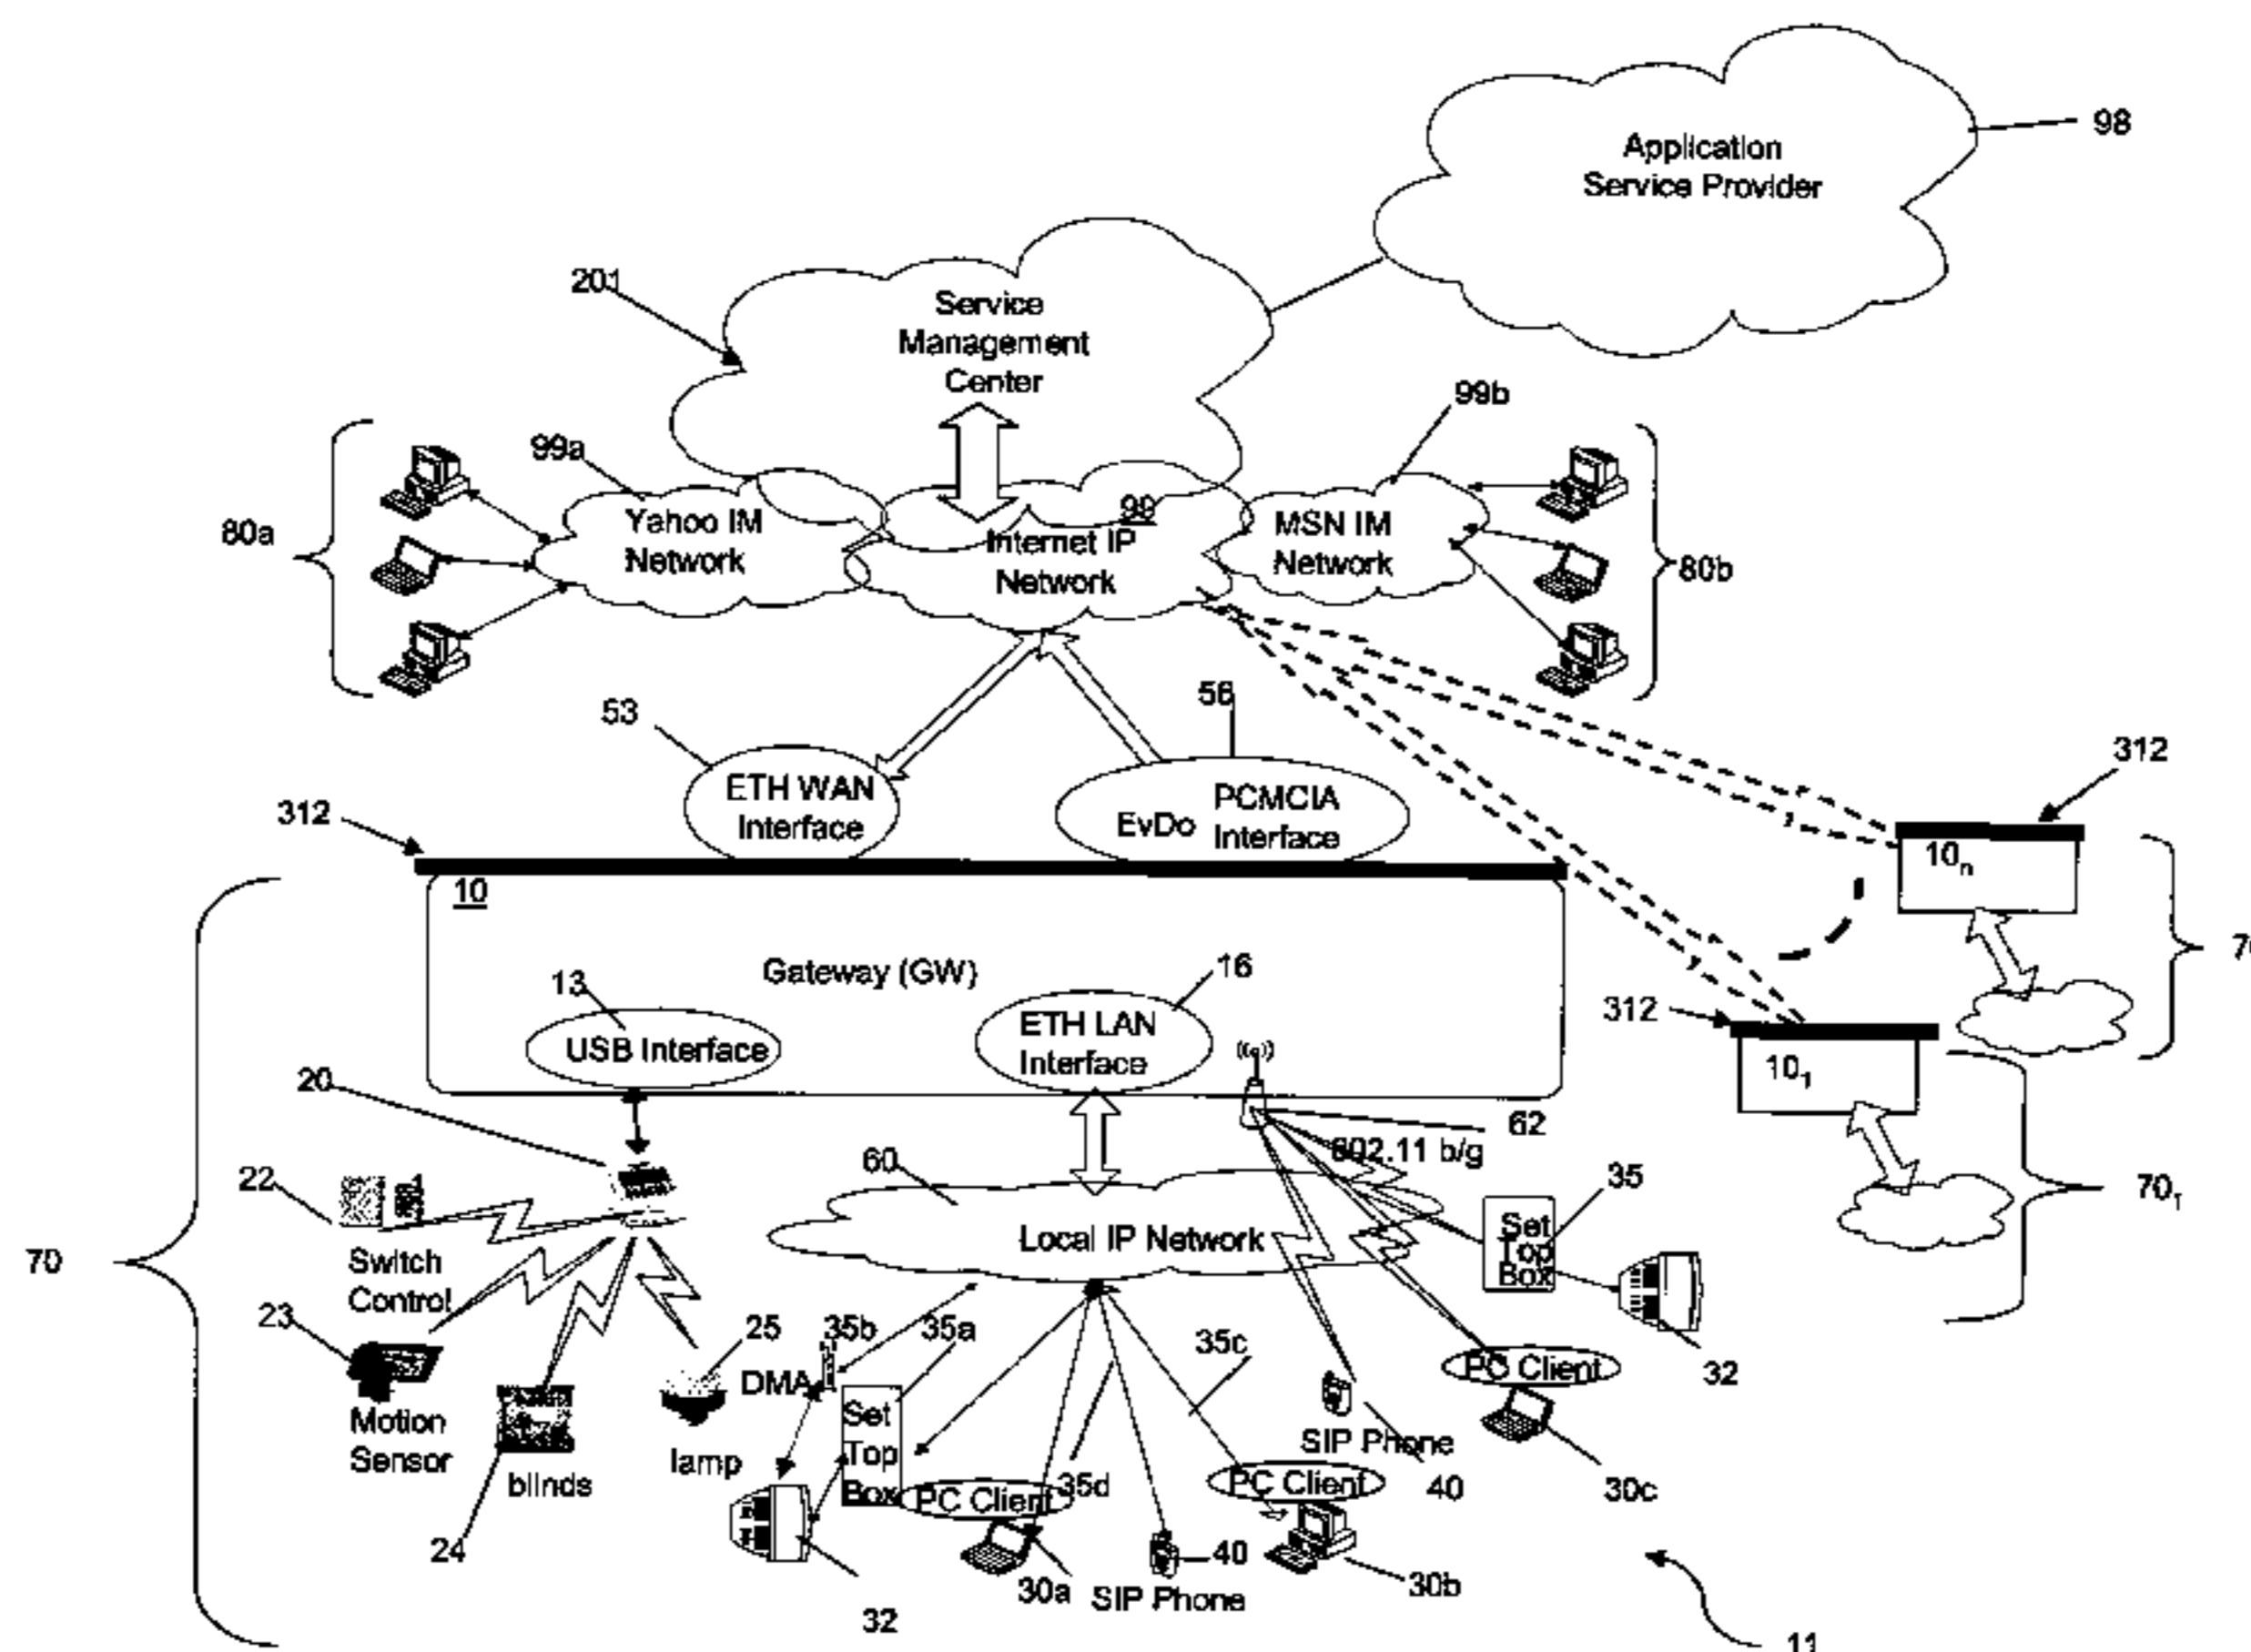 Application
Service Provider
98
201
Service
Management
Center
99a
99b
80a
Yahoo IM
Network
99
Internet IP
Network
MSN IM
Network
80b
53
56
ETH WAN
Interface
EvDo
PCMCIA
Interface
312
312
10
10n
Gateway (GW)
13
USB Interface
16
ETH LAN
Interface
312
101
20
62
802.11 b/g
22
60
35
701
Switch
Control
Local IP Network
Set
Top
Box
70
23
25
35b
35a
35c
DMA
PC Client
32
Motion
Sensor
blinds
lamp
Set
Top
Box
SIP Phone
24
PC Client
35d
PC Client
40
30c
32
30a
SIP Phone
40
30b
11